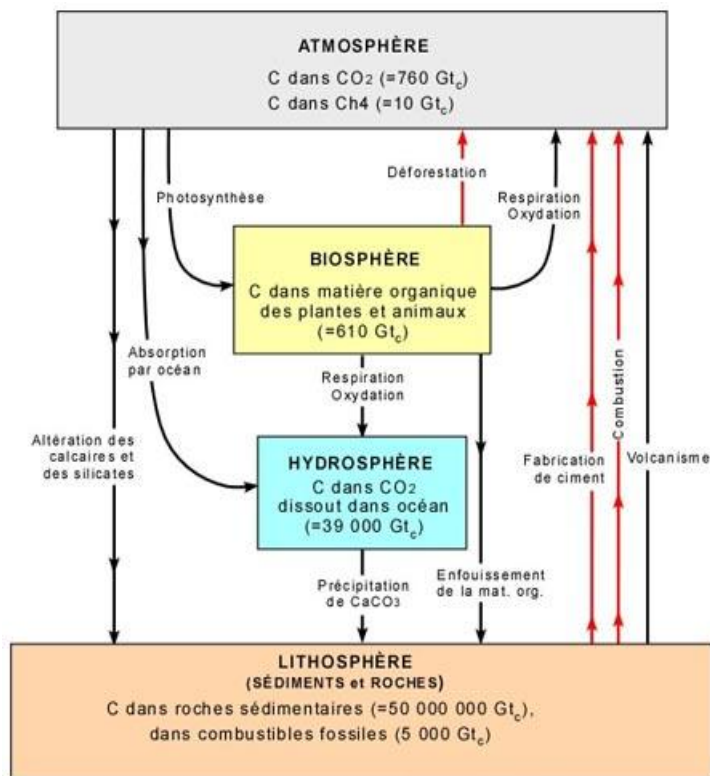 ATMOSPHÈRE
C dans CO2 (=760 Gtc)
C dans Ch4 (=10 Gtc)
Déforestation
Photosynthèse
Respiration
Oxydation
BIOSPHÈRE
C dans matière organique
des plantes et animaux
(=610 Gtc)
Absorption
par océan
Respiration
Oxydation
Altération des
calcaires et
des silicates
HYDROSPHÈRE
C dans CO2
dissout dans océan
(=39 000 Gtc)
Fabrication
de ciment
Combustion
Volcanisme
Précipitation
de CaCO3
Enfouissement
de la mat. org.
LITHOSPHÈRE
(SÉDIMENTS et ROCHES)
C dans roches sédimentaires (=50 000 000 Gtc),
dans combustibles fossiles (5 000 Gtc)